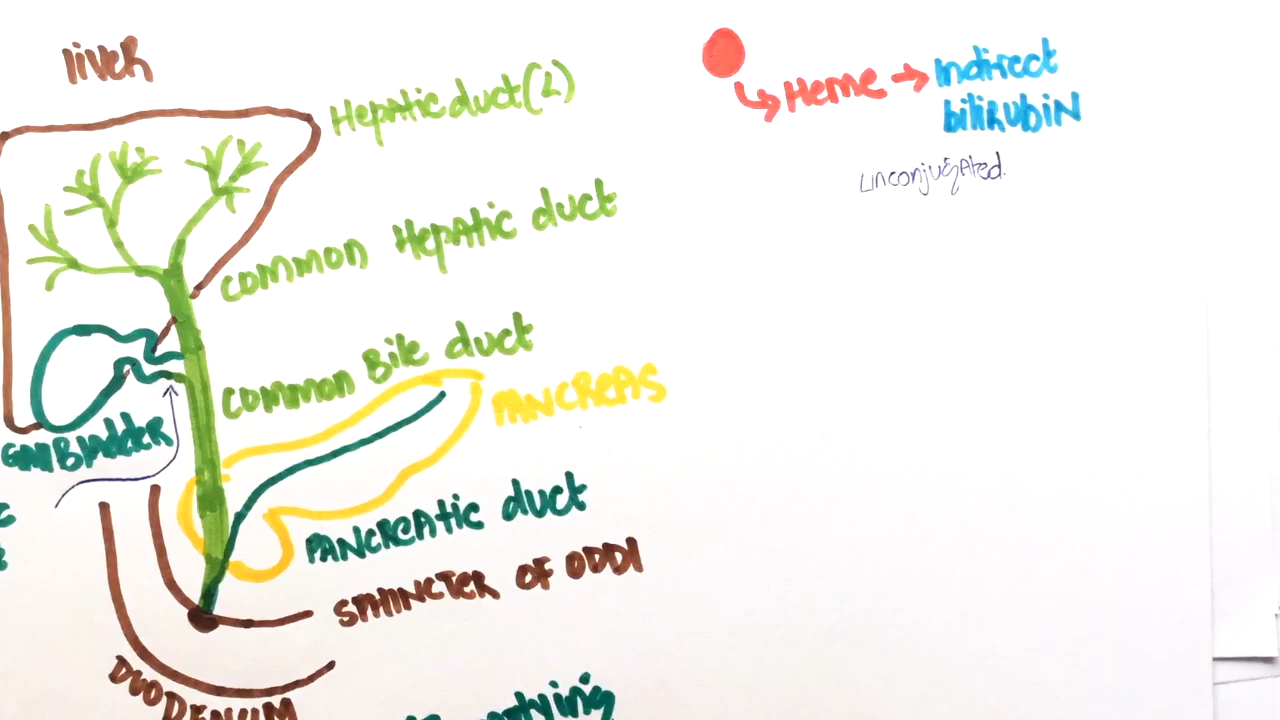 liver
Hepatic duct (L)
common Hepatic duct
common Bile duct
PANCREAS
GallBladder
PANCREAtic duct
SPHINCTER OF ODDI
DUODENUM
Heme → Indirect
bilirubin
unconjugated.